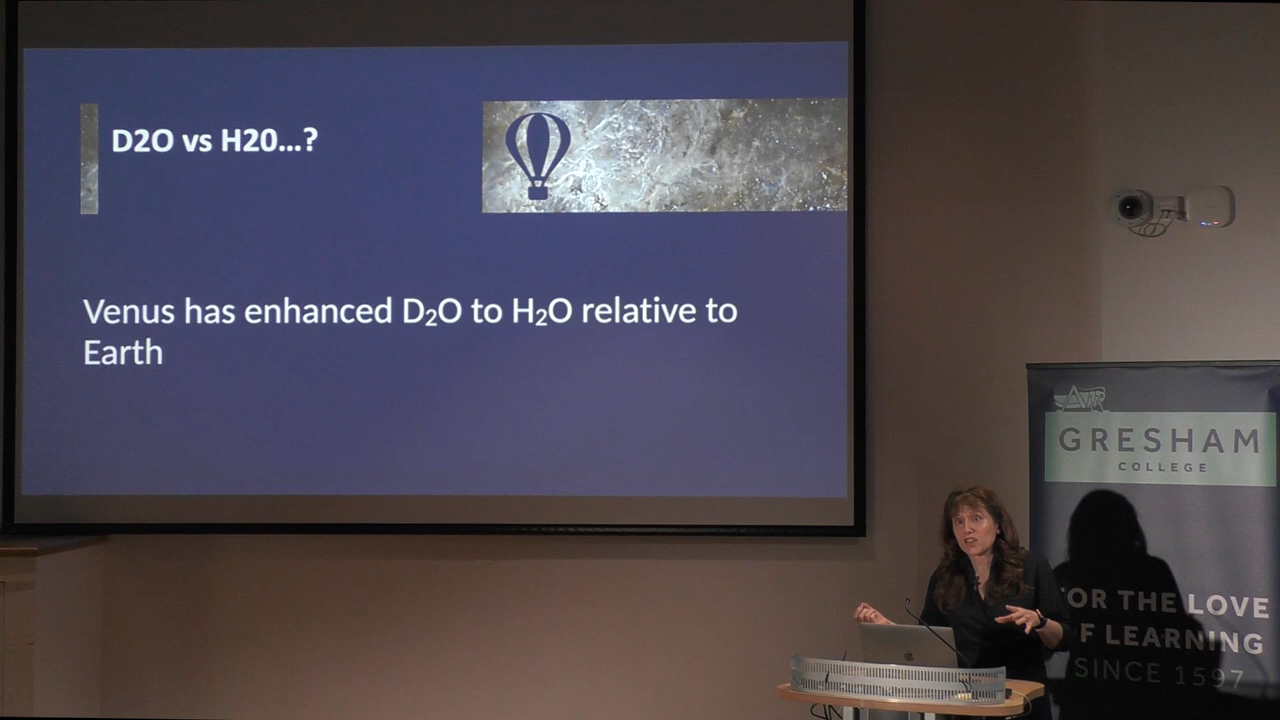 D2O vs H20...?
Venus has enhanced D₂O to H₂O relative to
Earth
GRESHAM
COLLEGE
OR THE LOVE
F LEARNING
SINCE 1597